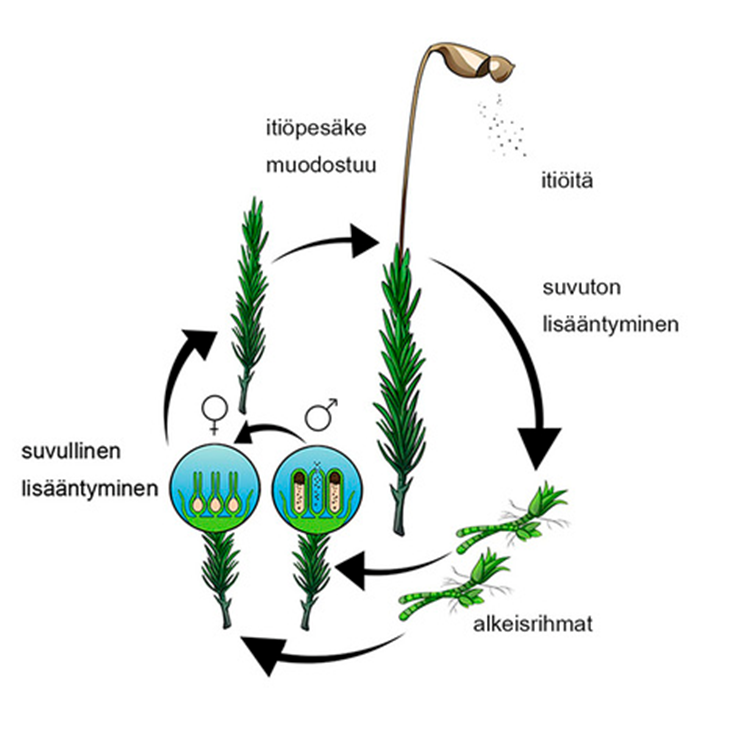 itiöpesäke
muodostuu
itiöitä
suvuton
lisääntyminen
suvullinen
lisääntyminen
alkeisrihmat